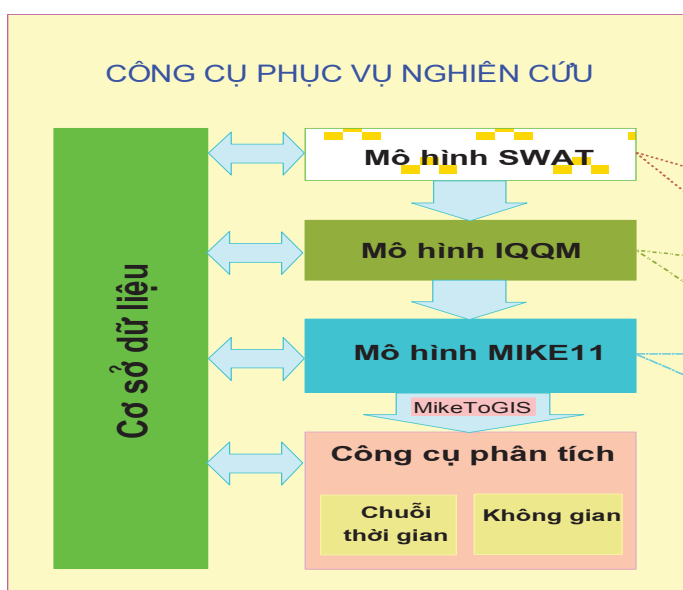 CÔNG CỤ PHỤC VỤ NGHIÊN CỨU
Cơ sở dữ liệu
Mô hình SWAT
Mô hình IQQM
Mô hình MIKE11
MikeToGIS
Công cụ phân tích
Chuỗi
thời gian
Không gian